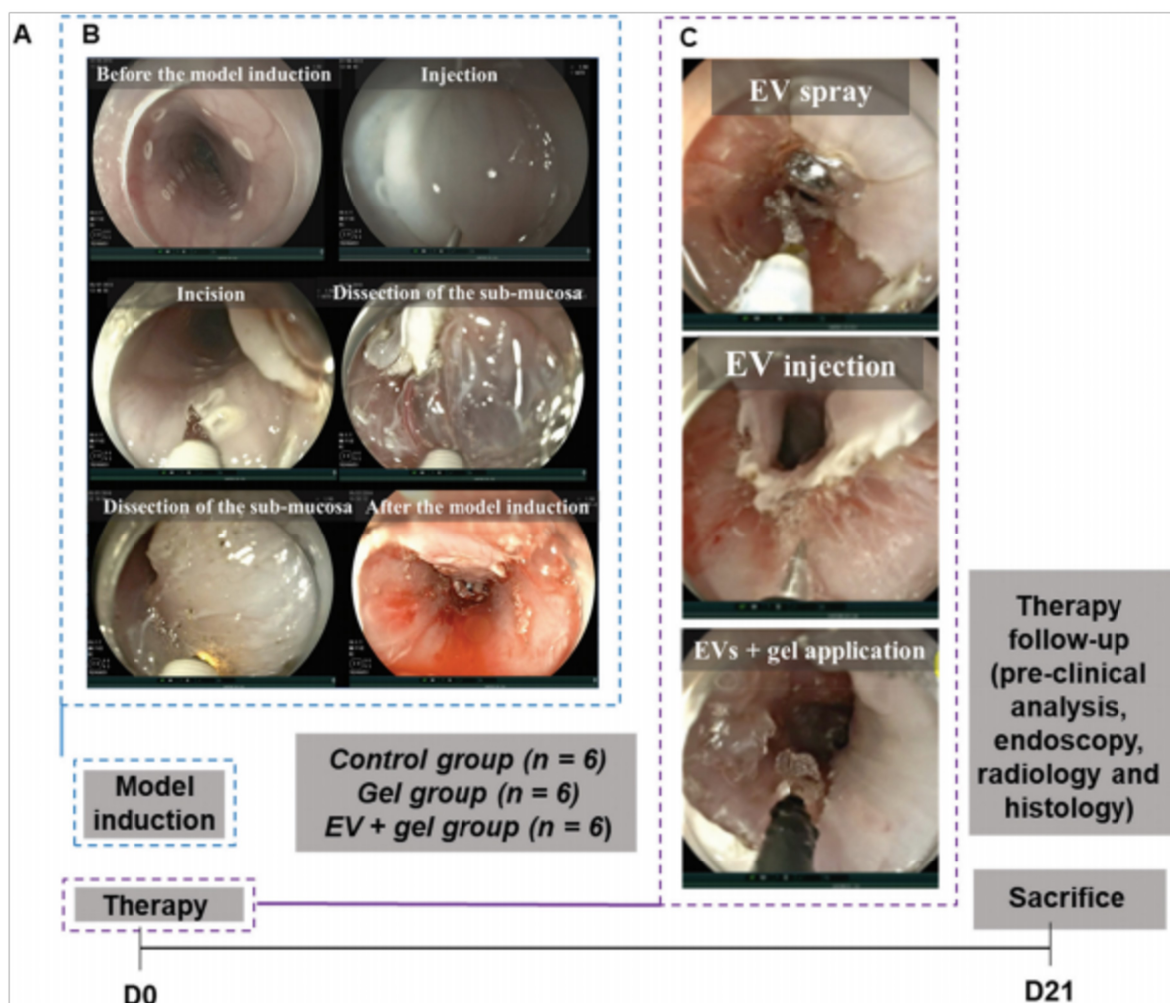 A
B
Before the model induction
Injection
Incision
Dissection of the sub-mucosa
Dissection of the sub-mucosa
After the model induction
C
EV spray
EV injection
EVs + gel application
Model
induction
Control group (n = 6)
Gel group (n = 6)
EV + gel group (n = 6)
Therapy
follow-up
(pre-clinical
analysis,
endoscopy,
radiology and
histology)
Therapy
Sacrifice
D0
D21